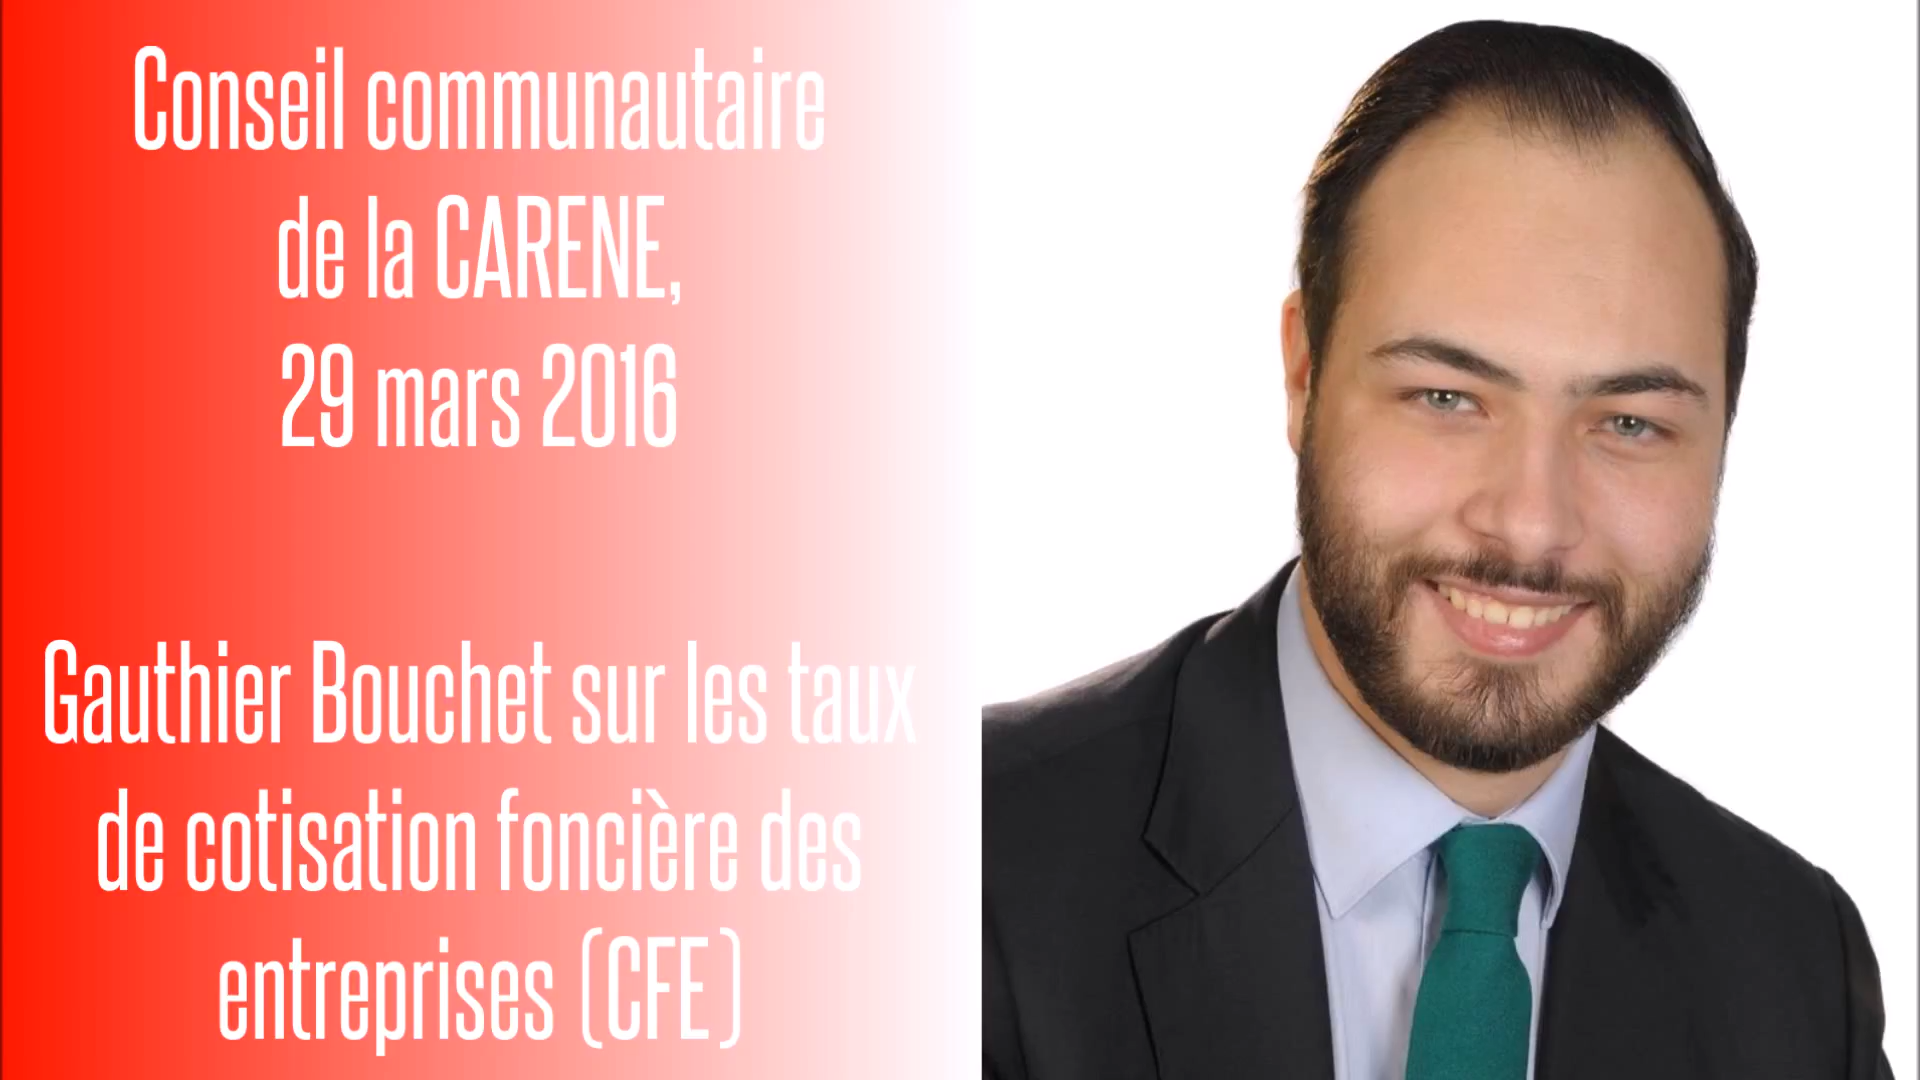 Conseil communautaire
de la CARENE,
29 mars 2016
Gauthier Bouchet sur les taux
de cotisation foncière des
entreprises (CFE)